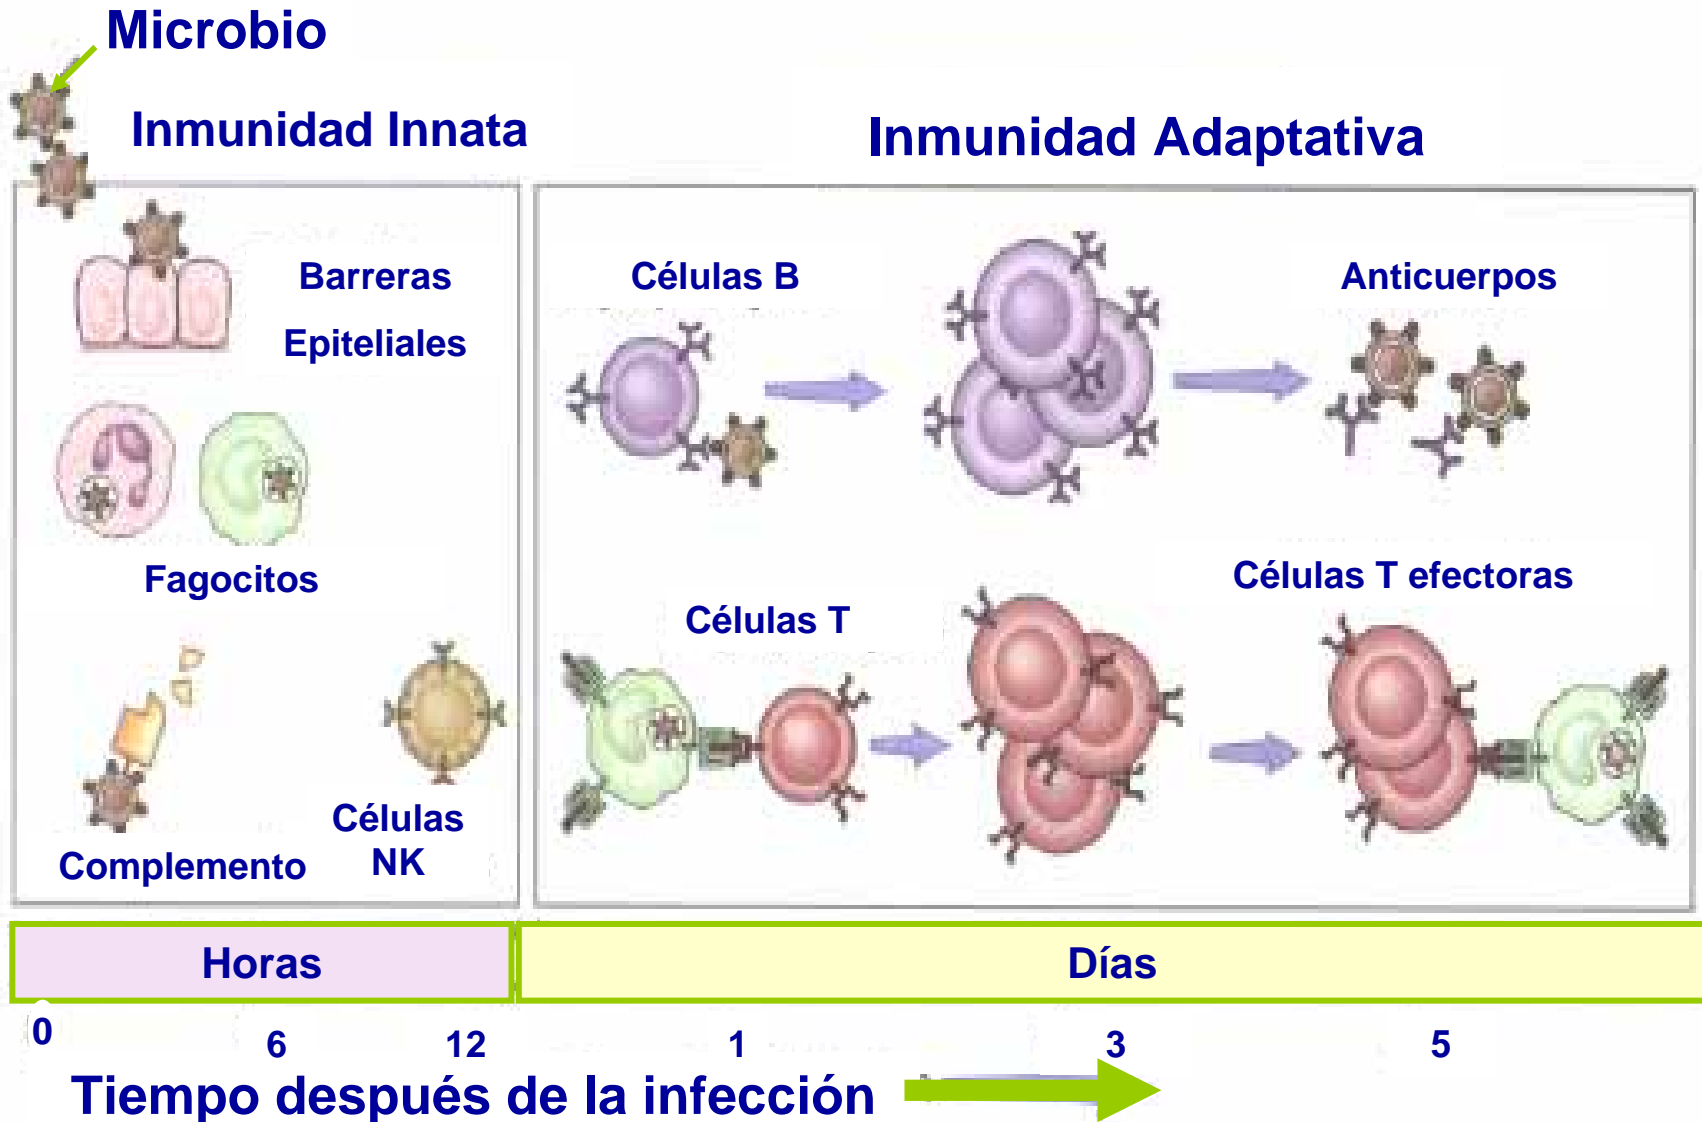 Microbio
Inmunidad Innata
Inmunidad Adaptativa
Barreras
Epiteliales
Fagocitos
Complemento
Células
NK
Células B
Anticuerpos
Células T
Células T efectoras
Horas
Días
0
6
12
1
3
5
Tiempo después de la infección